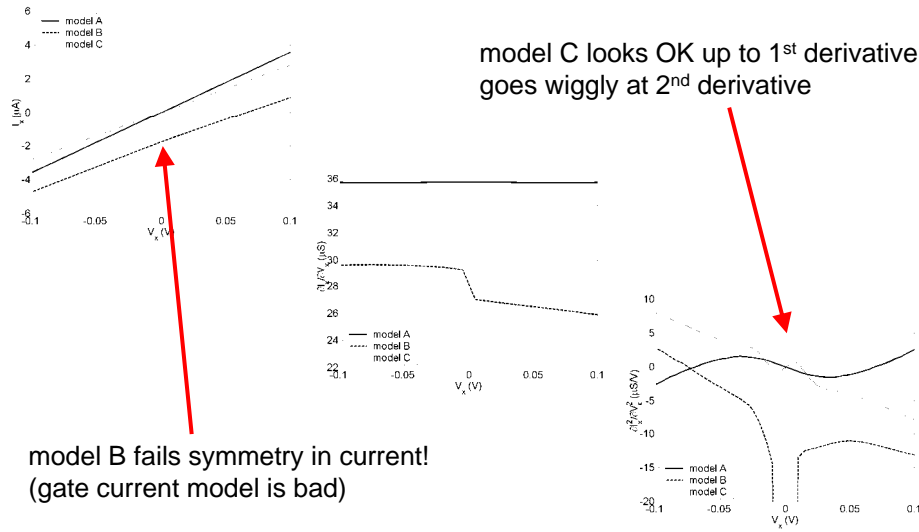 model A
model B
model C
6
4
2
0
-2
-4
-6
I_x [μA]
-0.1
-0.05
0
0.05
0.1
V_x (V)
model B fails symmetry in current!
(gate current model is bad)
36
34
32
30
28
26
24
22
∂I_x/∂V_x (μS)
model A
model B
model C
-0.1
-0.05
0
0.05
0.1
V_x (V)
model C looks OK up to 1st derivative
goes wiggly at 2nd derivative
10
5
0
-5
-10
-15
-20
model A
model B
model C
-0.1
-0.05
0
0.05
0.1
V_x (V)